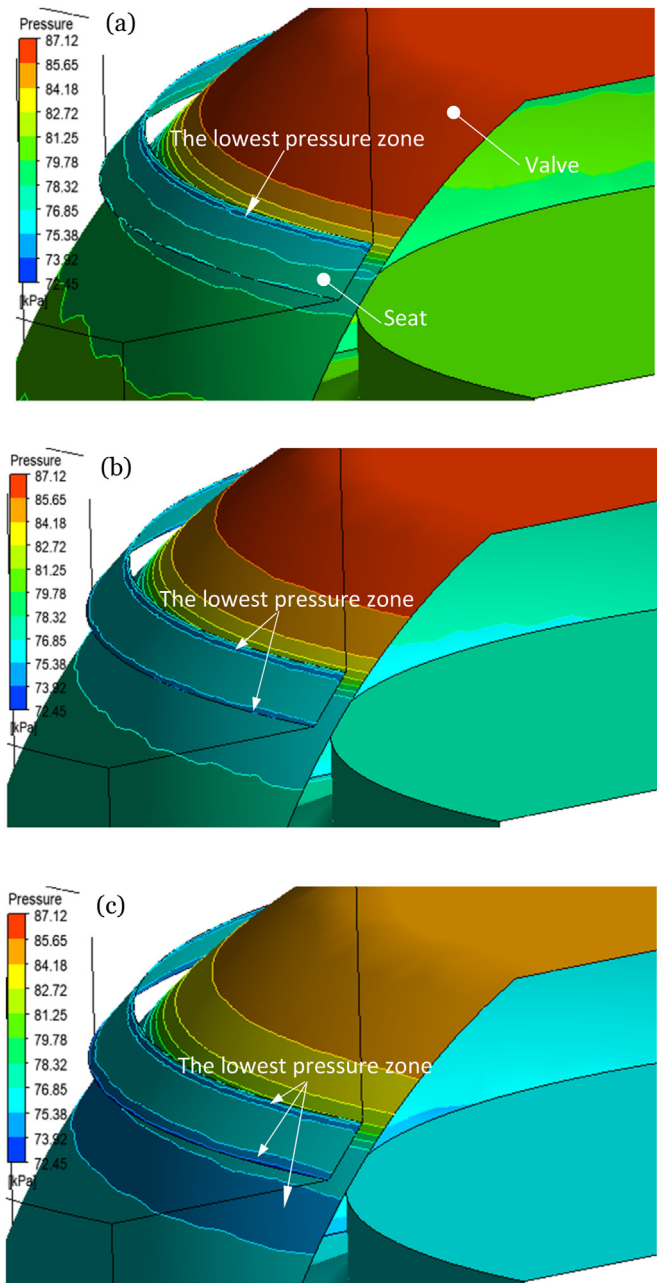 (a)
Pressure
87.12
85.65
84.18
82.72
81.25
79.78
78.32
76.85
75.38
73.92
72.45
[kPa]
The lowest pressure zone
Valve
Seat
(b)
Pressure
87.12
85.65
84.18
82.72
81.25
79.78
78.32
76.85
75.38
73.92
72.45
[kPa]
The lowest pressure zone
(c)
Pressure
87.12
85.65
84.18
82.72
81.25
79.78
78.32
76.85
75.38
73.92
72.45
[kPa]
The lowest pressure zone